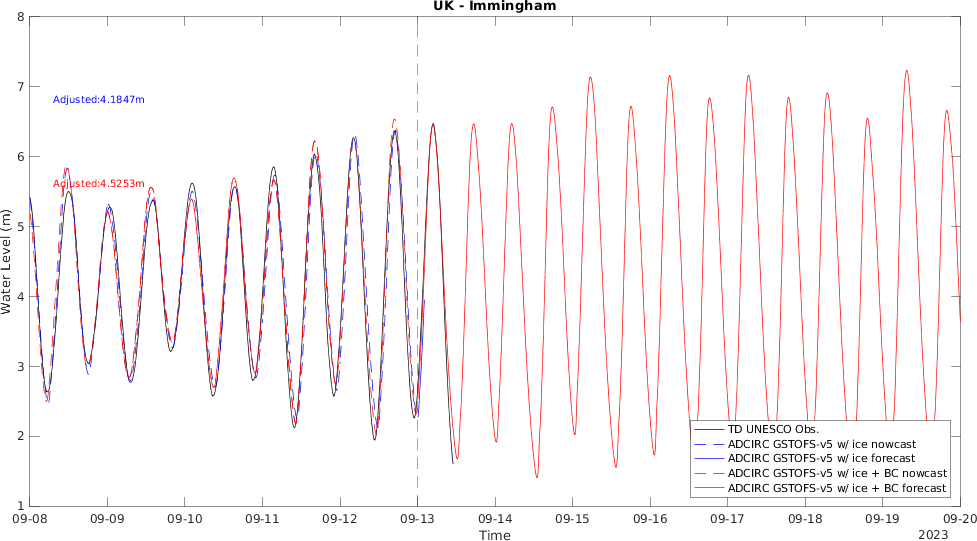 UK - Immingham
8
7
6
5
4
3
2
1
Water Level (m)
Adjusted:4.1847m
Adjusted:4.5253m
TD UNESCO Obs.
ADCIRC GSTOFS-v5 w/ ice nowcast
ADCIRC GSTOFS-v5 w/ ice forecast
ADCIRC GSTOFS-v5 w/ ice + BC nowcast
ADCIRC GSTOFS-v5 w/ ice + BC forecast
09-08 09-10 09-11 09-12 09-13 09-14 09-15 09-16 09-17 09-18 09-19 09-20
Time
2023